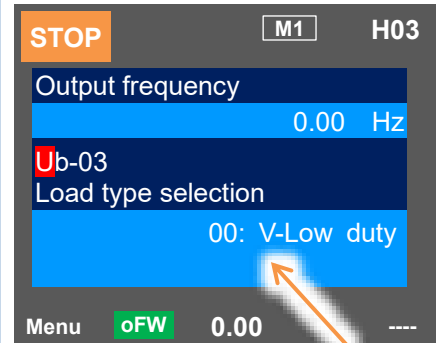 STOP M1 H03
Output frequency
0.00 Hz
Ub-03
Load type selection
00: V-Low duty
Menu oFW 0.00 ----